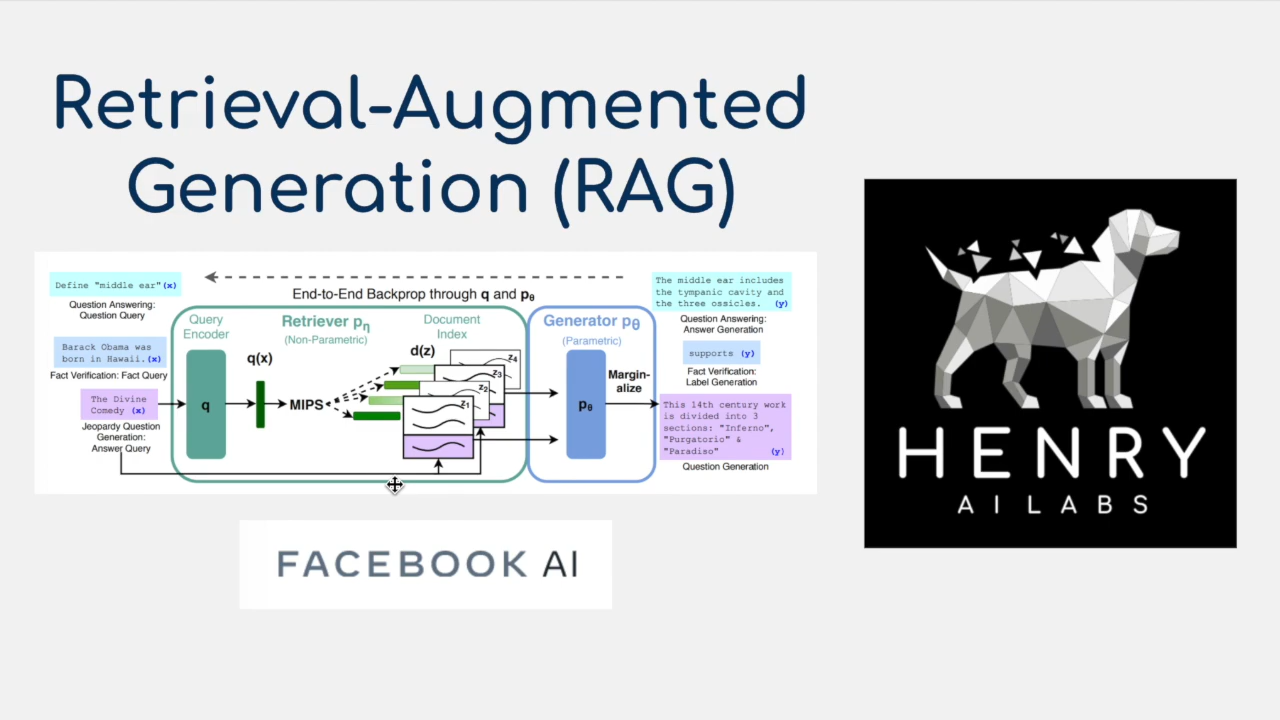 Retrieval-Augmented
Generation (RAG)
Define "middle ear"(x)
Question Answering:
Question Query
Barack Obama was
born in Hawaii.(x)
Fact Verification: Fact Query
The Divine
Comedy (x)
Jeopardy Question
Generation:
Answer Query
End-to-End Backprop through q and pθ
Query
Encoder
q
q(x)
Retriever pη
(Non-Parametric)
MIPS
Document
Index
d(z)
z4
z3
z2
z1
Generator pθ
(Parametric)
pθ
Margin-
alize
The middle ear includes
the tympanic cavity and
the three ossicles. (y)
Question Answering:
Answer Generation
supports (y)
Fact Verification:
Label Generation
This 14th century work
is divided into 3
sections: "Inferno",
"Purgatorio" &
"Paradiso" (y)
Question Generation
FACEBOOK AI
HENRY
AI LABS